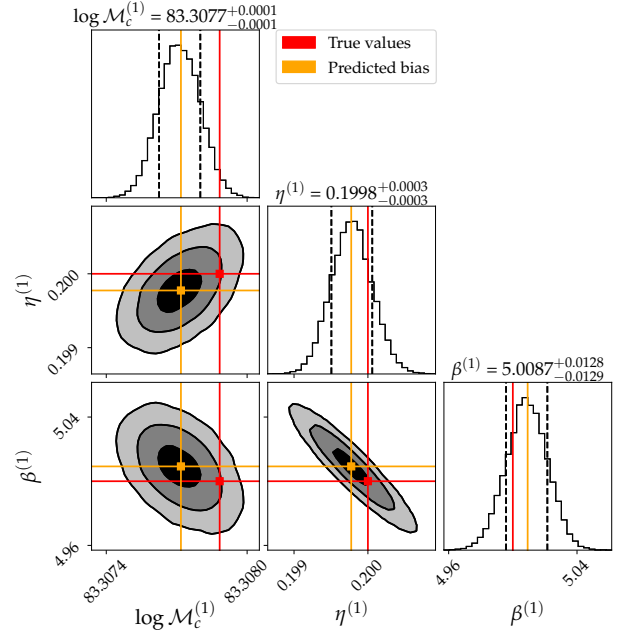 log ℳ_c^{(1)} = 83.3077^{+0.0001}_{−0.0001}
True values
Predicted bias
η^{(1)} = 0.1998^{+0.0003}_{−0.0003}
0.200
0.199
η^{(1)}
β^{(1)} = 5.0087^{+0.0128}_{−0.0129}
5.04
4.96
β^{(1)}
83.3074
83.3080
0.199
0.200
4.96
5.04
log ℳ_c^{(1)}
η^{(1)}
β^{(1)}